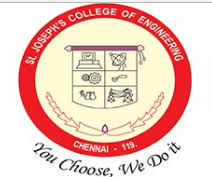 St. JOSEPH'S COLLEGE OF ENGINEERING
CHENNAI - 119.
You Choose, We Do it